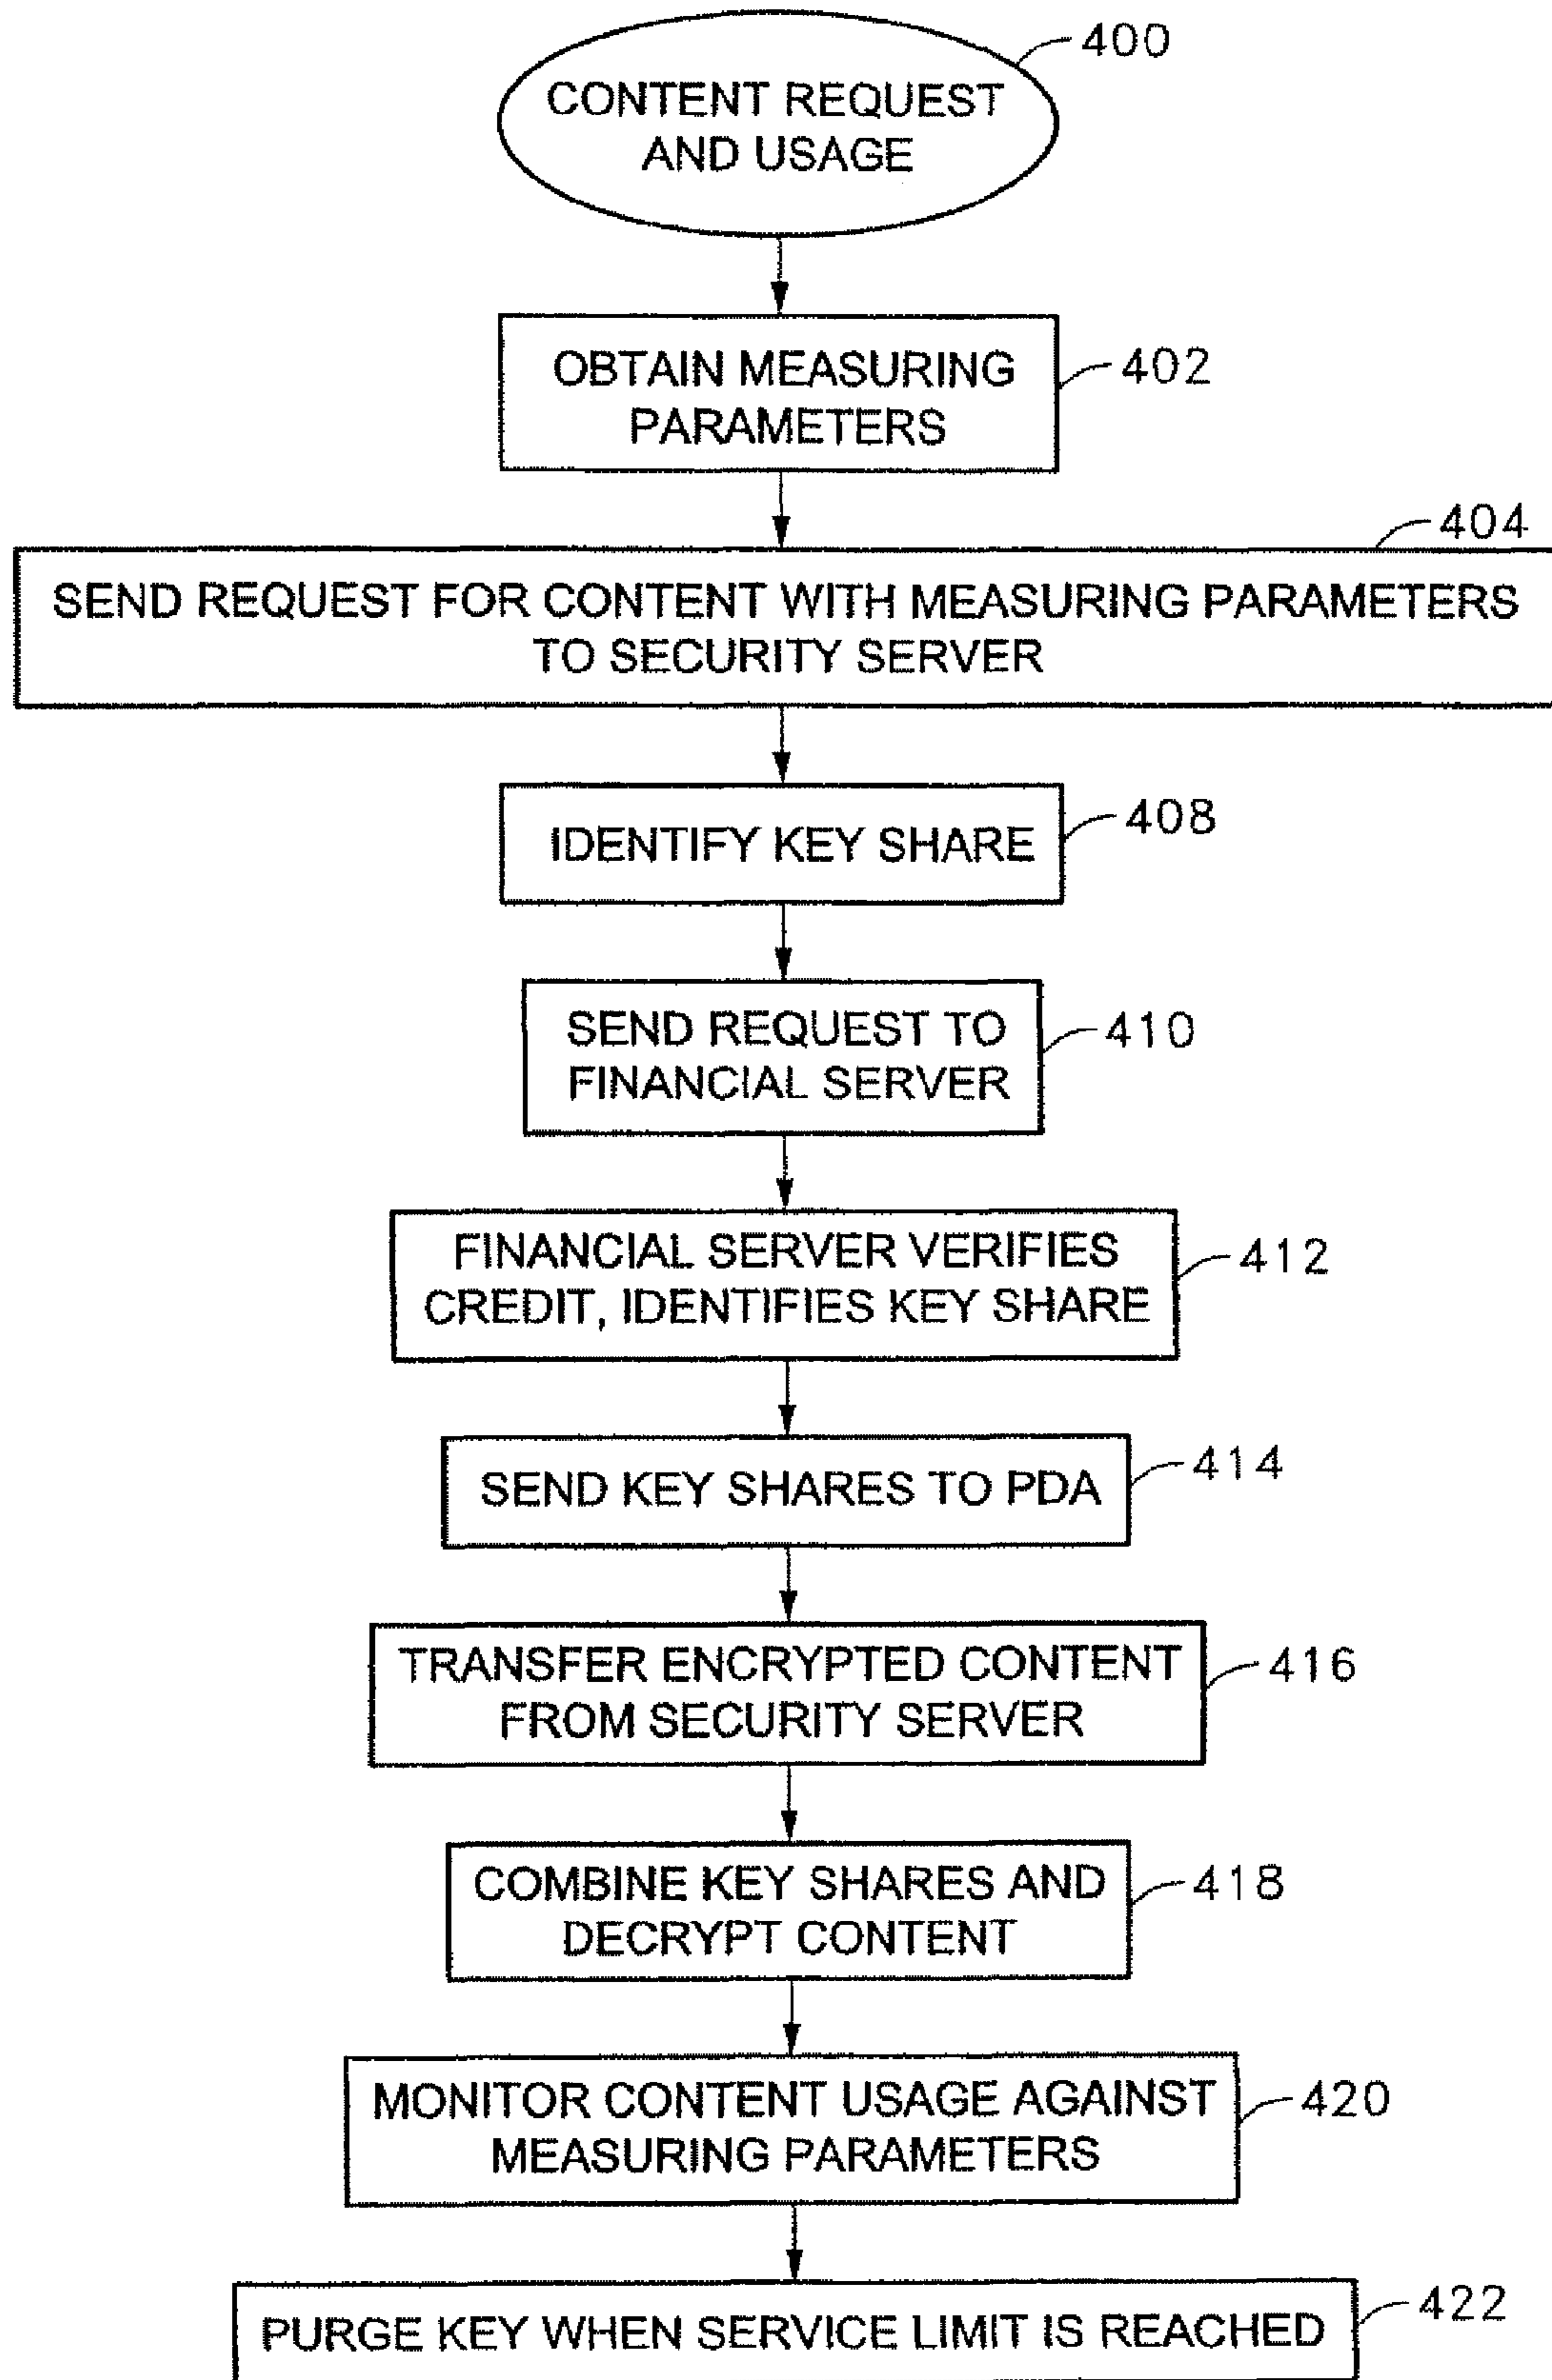 400
CONTENT REQUEST
AND USAGE
OBTAIN MEASURING
PARAMETERS
402
404
SEND REQUEST FOR CONTENT WITH MEASURING PARAMETERS
TO SECURITY SERVER
IDENTIFY KEY SHARE
408
SEND REQUEST TO
FINANCIAL SERVER
410
FINANCIAL SERVER VERIFIES
CREDIT, IDENTIFIES KEY SHARE
412
SEND KEY SHARES TO PDA
414
TRANSFER ENCRYPTED CONTENT
FROM SECURITY SERVER
416
COMBINE KEY SHARES AND
DECRYPT CONTENT
418
MONITOR CONTENT USAGE AGAINST
MEASURING PARAMETERS
420
PURGE KEY WHEN SERVICE LIMIT IS REACHED
422